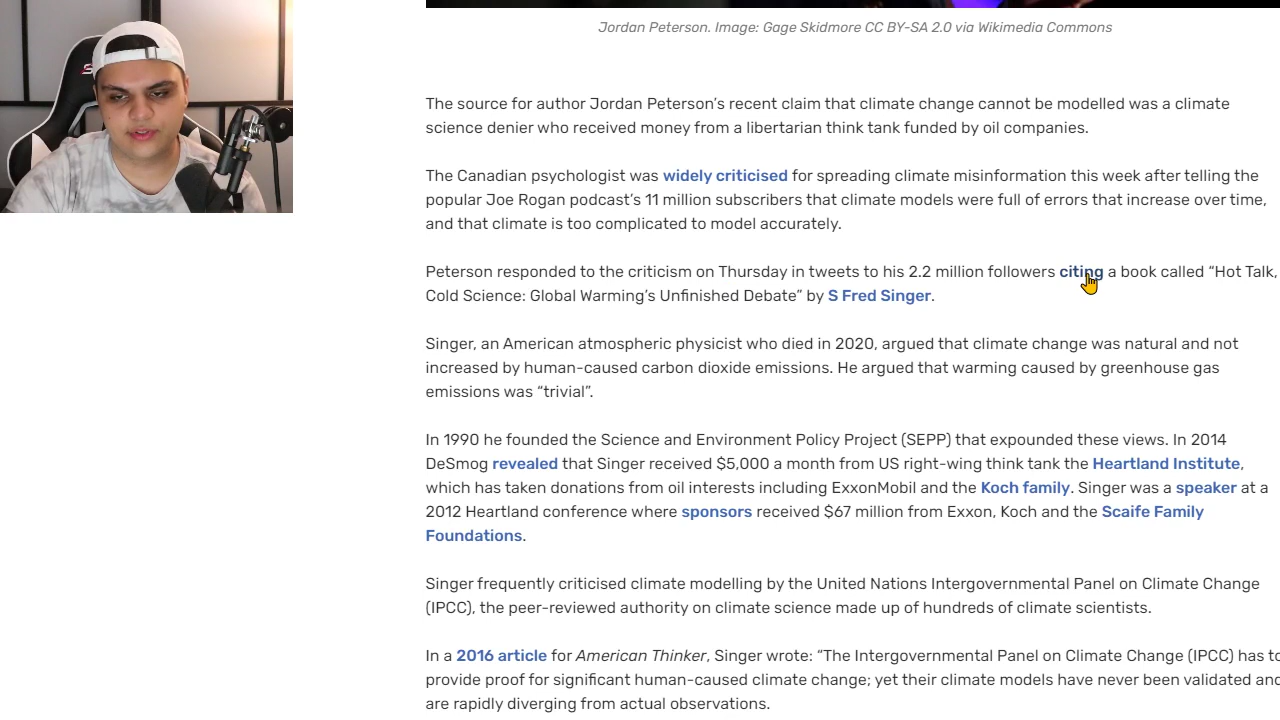 Jordan Peterson. Image: Gage Skidmore CC BY-SA 2.0 via Wikimedia Commons
The source for author Jordan Peterson’s recent claim that climate change cannot be modelled was a climate
science denier who received money from a libertarian think tank funded by oil companies.
The Canadian psychologist was widely criticised for spreading climate misinformation this week after telling the
popular Joe Rogan podcast’s 11 million subscribers that climate models were full of errors that increase over time,
and that climate is too complicated to model accurately.
Peterson responded to the criticism on Thursday in tweets to his 2.2 million followers citing a book called “Hot Talk,
Cold Science: Global Warming’s Unfinished Debate” by S Fred Singer.
Singer, an American atmospheric physicist who died in 2020, argued that climate change was natural and not
increased by human-caused carbon dioxide emissions. He argued that warming caused by greenhouse gas
emissions was “trivial”.
In 1990 he founded the Science and Environment Policy Project (SEPP) that expounded these views. In 2014
DeSmog revealed that Singer received $5,000 a month from US right-wing think tank the Heartland Institute,
which has taken donations from oil interests including ExxonMobil and the Koch family. Singer was a speaker at a
2012 Heartland conference where sponsors received $67 million from Exxon, Koch and the Scaife Family
Foundations.
Singer frequently criticised climate modelling by the United Nations Intergovernmental Panel on Climate Change
(IPCC), the peer-reviewed authority on climate science made up of hundreds of climate scientists.
In a 2016 article for American Thinker, Singer wrote: “The Intergovernmental Panel on Climate Change (IPCC) has to
provide proof for significant human-caused climate change; yet their climate models have never been validated and
are rapidly diverging from actual observations.